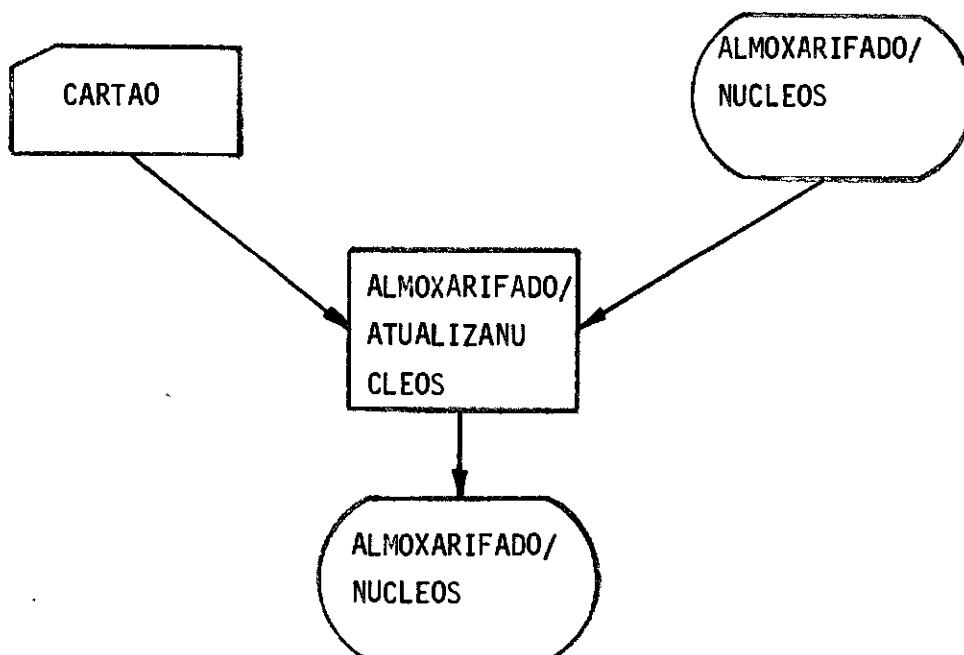 CARTAO
ALMOXARIFADO/
NUCLEOS
ALMOXARIFADO/
ATUALIZANU
CLEOS
ALMOXARIFADO/
NUCLEOS